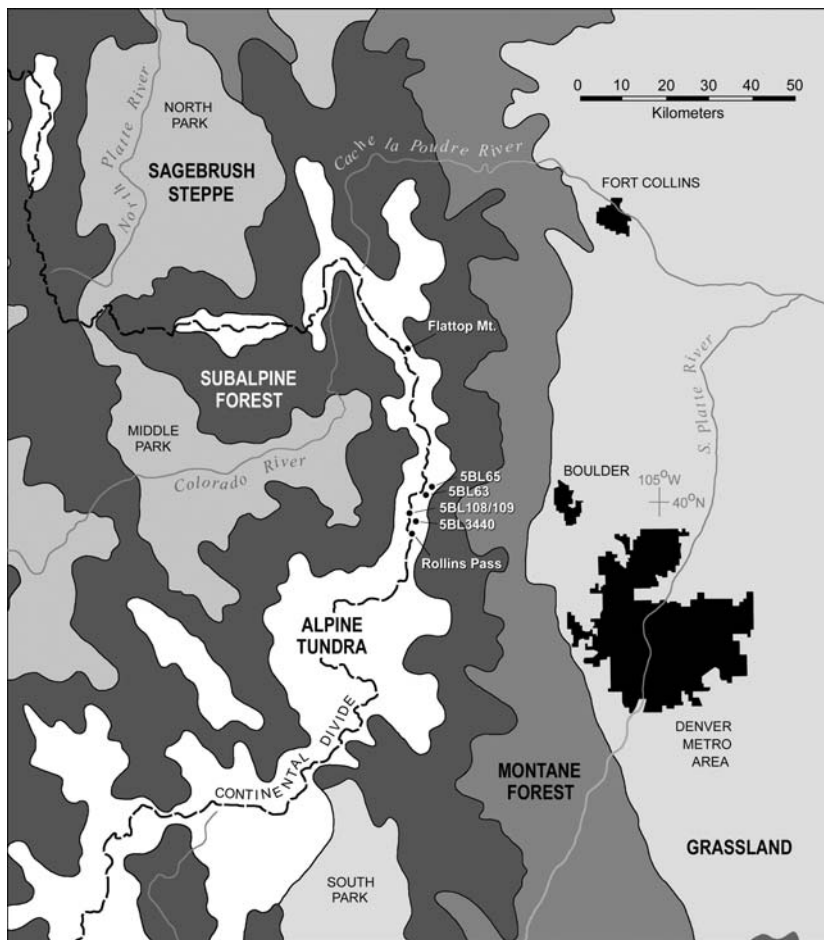 0 10 20 30 40 50
Kilometers
NORTH
PARK
North Platte River
SAGEBRUSH
STEPPE
Cache la Poudre River
FORT COLLINS
Flattop Mt.
SUBALPINE
FOREST
S. Platte River
MIDDLE
PARK
Colorado River
BOULDER
105°W
40°N
5BL65
5BL63
5BL108/109
5BL3440
Rollins Pass
ALPINE
TUNDRA
CONTINENTAL DIVIDE
DENVER
METRO
AREA
MONTANE
FOREST
GRASSLAND
SOUTH
PARK